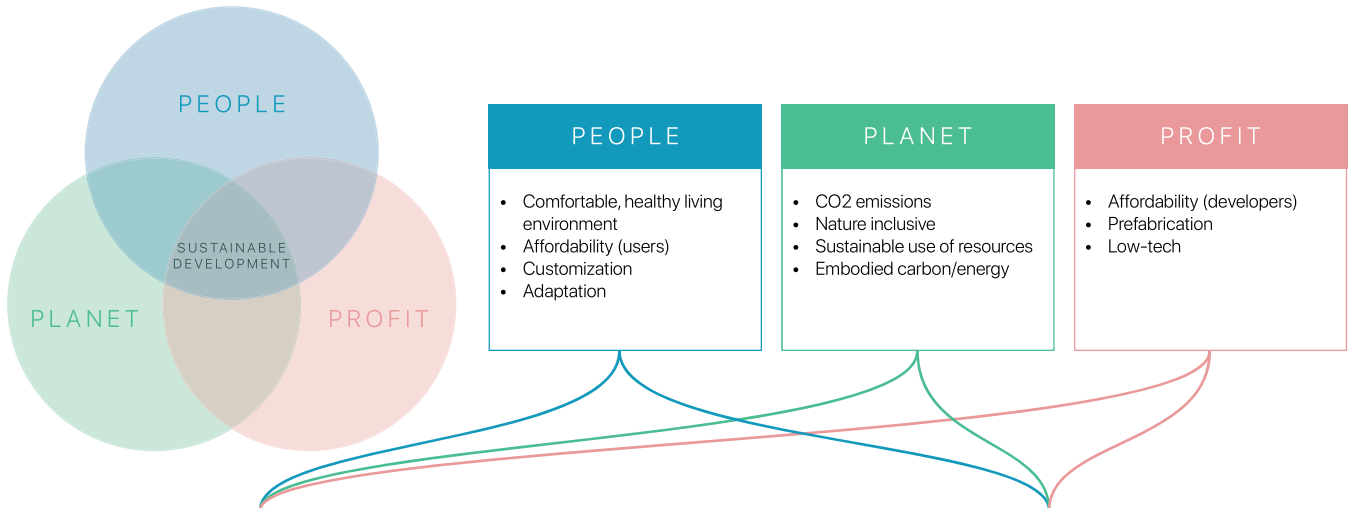 PEOPLE
SUSTAINABLE
DEVELOPMENT
PLANET
PROFIT
PEOPLE
• Comfortable, healthy living
environment
• Affordability (users)
• Customization
• Adaptation
PLANET
• CO2 emissions
• Nature inclusive
• Sustainable use of resources
• Embodied carbon/energy
PROFIT
• Affordability (developers)
• Prefabrication
• Low-tech